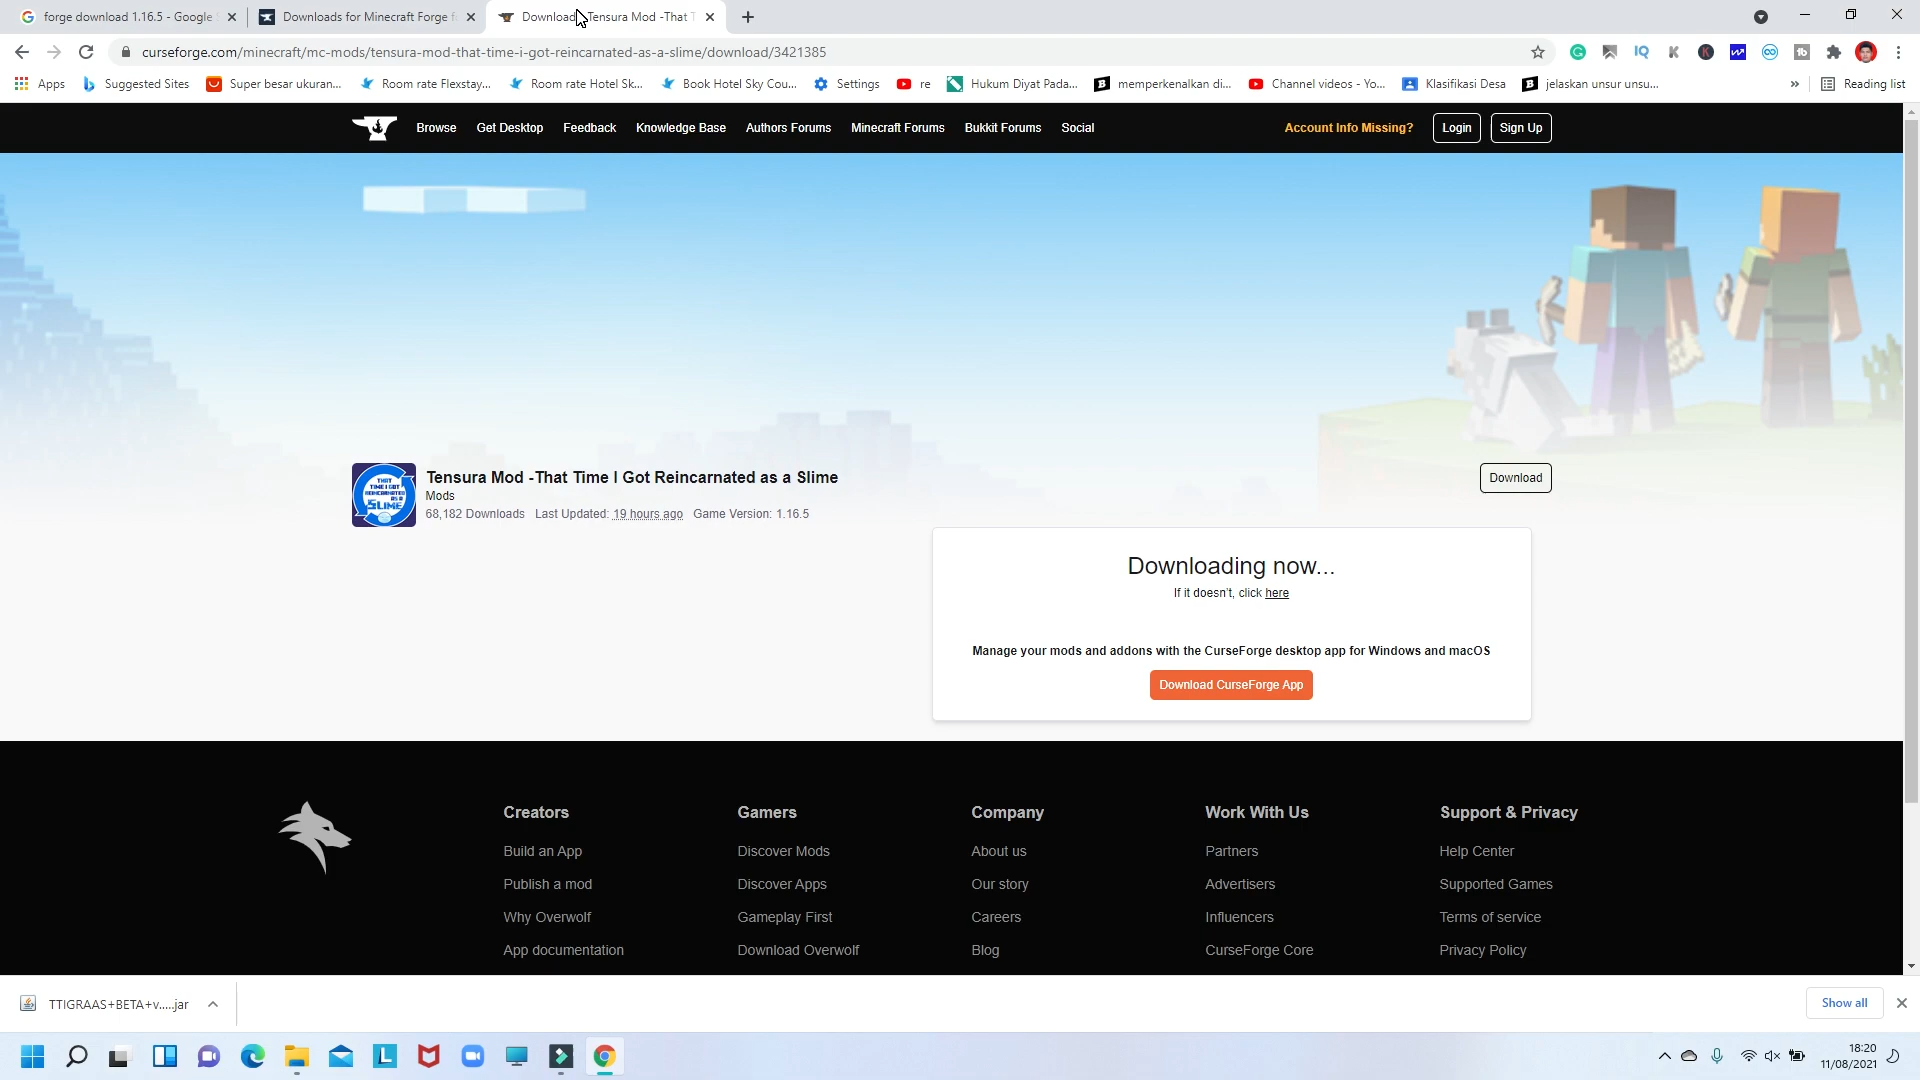 forge download 1.16.5 - Google
Downloads for Minecraft Forge f
Download Tensura Mod -That T
curseforge.com/minecraft/mc-mods/tensura-mod-that-time-i-got-reincarnated-as-a-slime/download/3421385
Apps Suggested Sites Super besar ukuran... Room rate Flexstay... Room rate Hotel Sk... Book Hotel Sky Cou... Settings re Hukum Diyat Pada... memperkenalkan di... Channel videos - Yo... Klasifikasi Desa jelaskan unsur unsu... » Reading list
Browse Get Desktop Feedback Knowledge Base Authors Forums Minecraft Forums Bukkit Forums Social Account Info Missing? Login Sign Up
THAT
TIME I GOT
REINCARNATED
AS A
SLIME
Tensura Mod -That Time I Got Reincarnated as a Slime
Mods
68,182 Downloads Last Updated: 19 hours ago Game Version: 1.16.5
Download
Downloading now...
If it doesn't, click here
Manage your mods and addons with the CurseForge desktop app for Windows and macOS
Download CurseForge App
Creators Gamers Company Work With Us Support & Privacy
Build an App Discover Mods About us Partners Help Center
Publish a mod Discover Apps Our story Advertisers Supported Games
Why Overwolf Gameplay First Careers Influencers Terms of service
App documentation Download Overwolf Blog CurseForge Core Privacy Policy
TTIGRAAS+BETA+v.....jar
Show all
18:20
11/08/2021